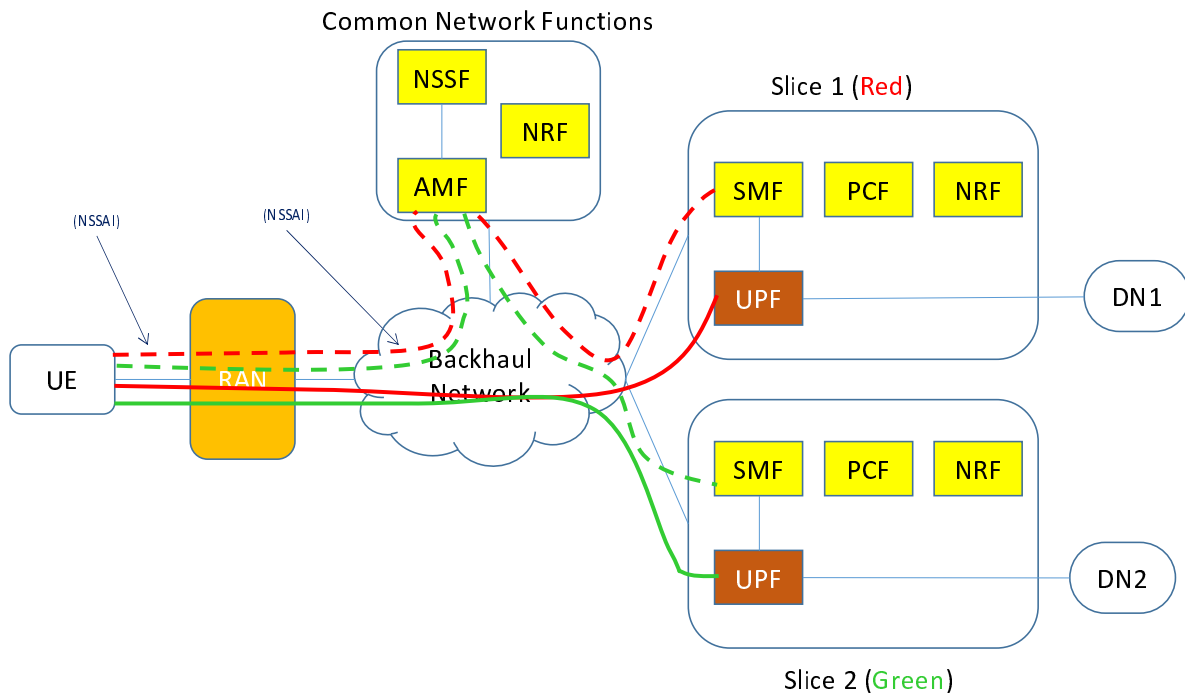 Common Network Functions
NSSF
NRF
AMF
Slice 1 (Red)
SMF
PCF
NRF
UPF
DN1
(NSSAI)
(NSSAI)
UE
RAN
Backhaul
Network
SMF
PCF
NRF
UPF
DN2
Slice 2 (Green)